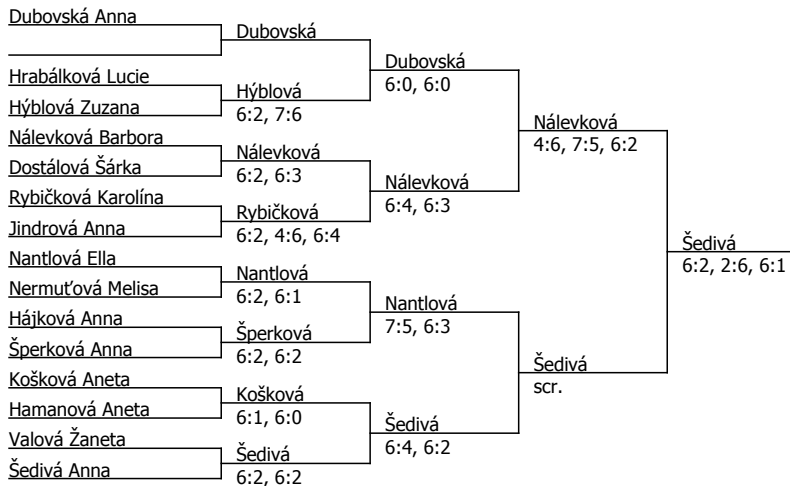 Dubovská Anna
Hrabálková Lucie
Hýblová Zuzana
Nálevková Barbora
Dostálová Šárka
Rybičková Karolína
Jindrová Anna
Nantlová Ella
Nermuťová Melisa
Hájková Anna
Šperková Anna
Košková Aneta
Hamanová Aneta
Valová Žaneta
Šedivá Anna
Dubovská
Hýblová
6:2, 7:6
Nálevková
6:2, 6:3
Rybičková
6:2, 4:6, 6:4
Nantlová
6:2, 6:1
Šperková
6:2, 6:2
Košková
6:1, 6:0
Šedivá
6:2, 6:2
Dubovská
6:0, 6:0
Nálevková
6:4, 6:3
Nantlová
7:5, 6:3
Šedivá
6:4, 6:2
Nálevková
4:6, 7:5, 6:2
Šedivá
scr.
Šedivá
6:2, 2:6, 6:1